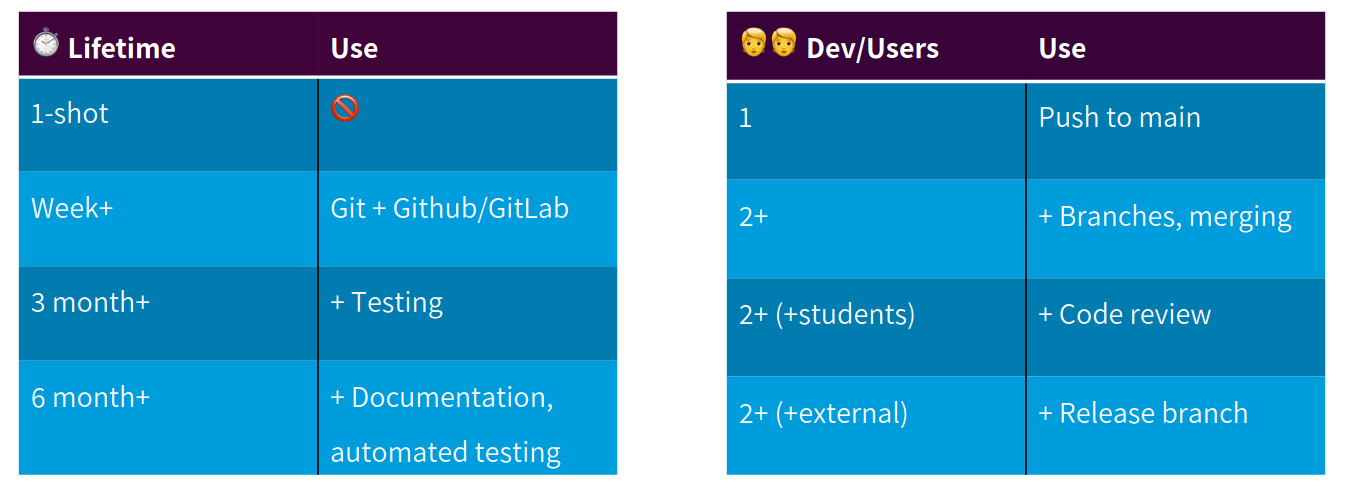 ⏱️ Lifetime Use
1-shot 🚫
Week+ Git + Github/GitLab
3 month+ + Testing
6 month+ + Documentation,
automated testing
🧑🧑 Dev/Users Use
1 Push to main
2+ + Branches, merging
2+ (+students) + Code review
2+ (+external) + Release branch